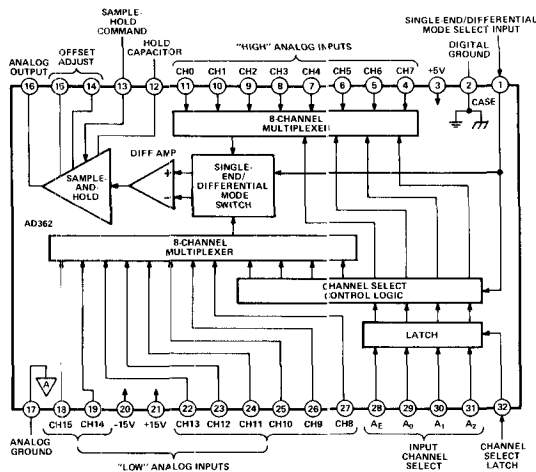 SAMPLE-
HOLD
COMMAND
SINGLE-END/DIFFERENTIAL
MODE SELECT INPUT
ANALOG
OUTPUT
OFFSET
ADJUST
HOLD
CAPACITOR
"HIGH" ANALOG INPUTS
DIGITAL
GROUND
CH0 CH1 CH2 CH3 CH4 CH5 CH6 CH7 +5V
16 15 14 13 12 11 10 9 8 7 6 5 4 3 2 1
CASE
8-CHANNEL
MULTIPLEXER
DIFF AMP
SAMPLE-
AND-
HOLD
+
−
SINGLE-
END/
DIFFERENTIAL
MODE
SWITCH
AD362
8-CHANNEL
MULTIPLEXER
CHANNEL SELECT
CONTROL LOGIC
LATCH
A
17 18 19 20 21 22 23 24 25 26 27 28 29 30 31 32
CH15 CH14 -15V +15V CH13 CH12 CH11 CH10 CH9 CH8 AE A0 A1 A2
ANALOG
GROUND
"LOW" ANALOG INPUTS
INPUT
CHANNEL
SELECT
CHANNEL
SELECT
LATCH